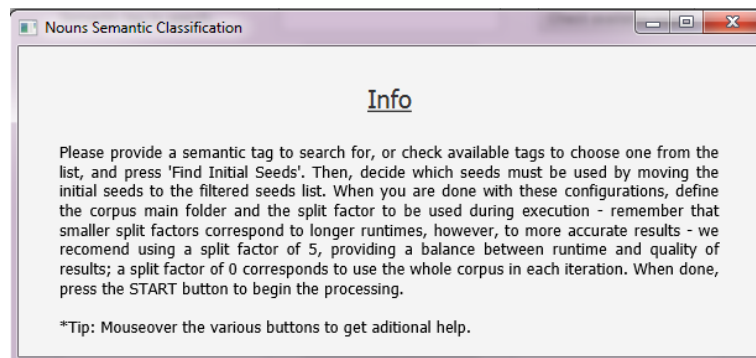 Nouns Semantic Classification
Info
Please provide a semantic tag to search for, or check available tags to choose one from the
list, and press 'Find Initial Seeds'. Then, decide which seeds must be used by moving the
initial seeds to the filtered seeds list. When you are done with these configurations, define
the corpus main folder and the split factor to be used during execution - remember that
smaller split factors correspond to longer runtimes, however, to more accurate results - we
recomend using a split factor of 5, providing a balance between runtime and quality of
results; a split factor of 0 corresponds to use the whole corpus in each iteration. When done,
press the START button to begin the processing.
*Tip: Mouseover the various buttons to get aditional help.